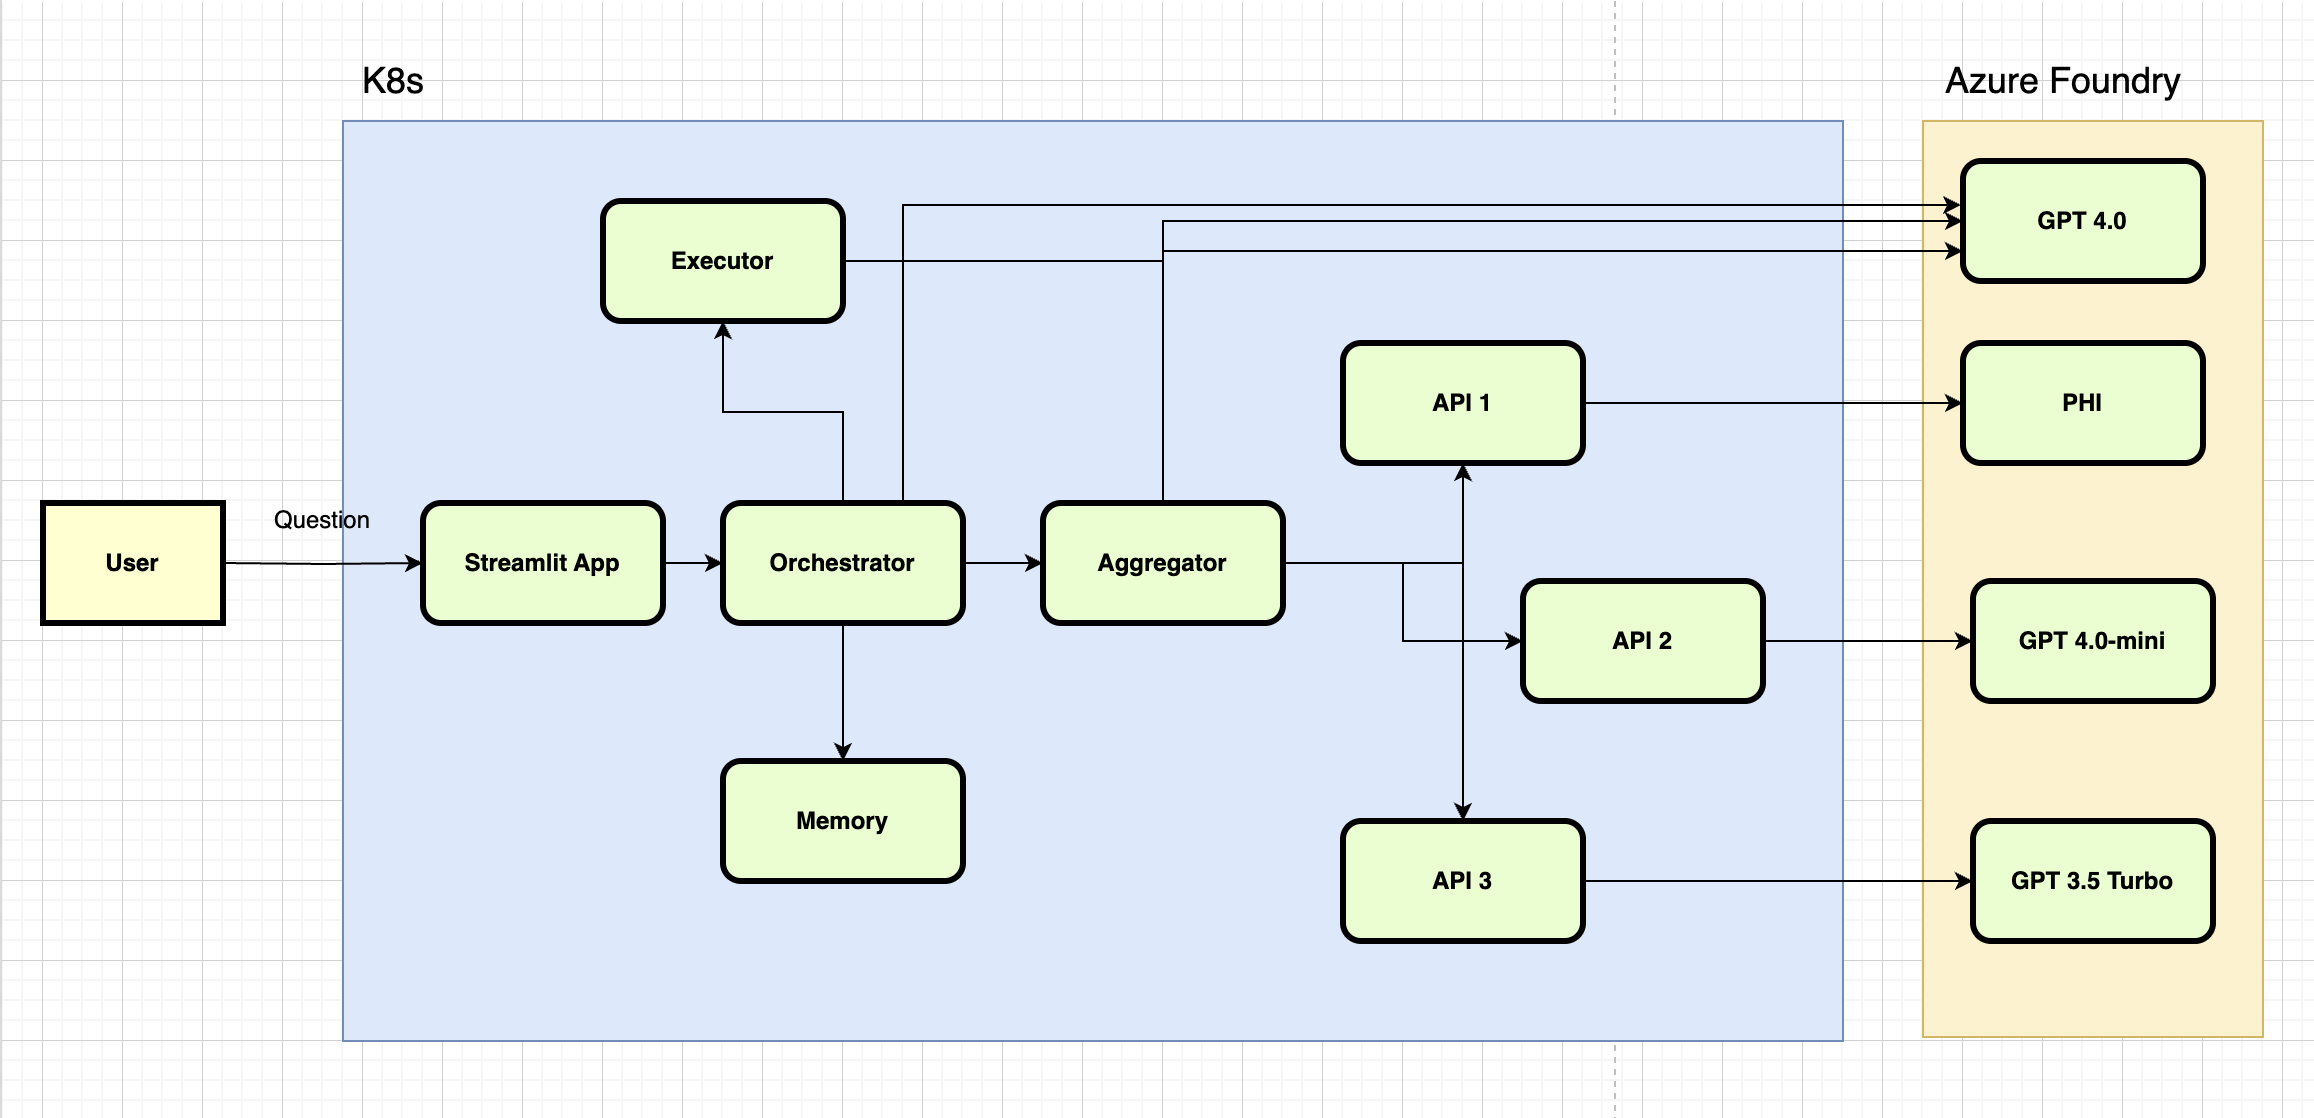 K8s
Azure Foundry
GPT 4.0
Executor
API 1
PHI
Question
User
Streamlit App
Orchestrator
Aggregator
API 2
GPT 4.0-mini
Memory
API 3
GPT 3.5 Turbo